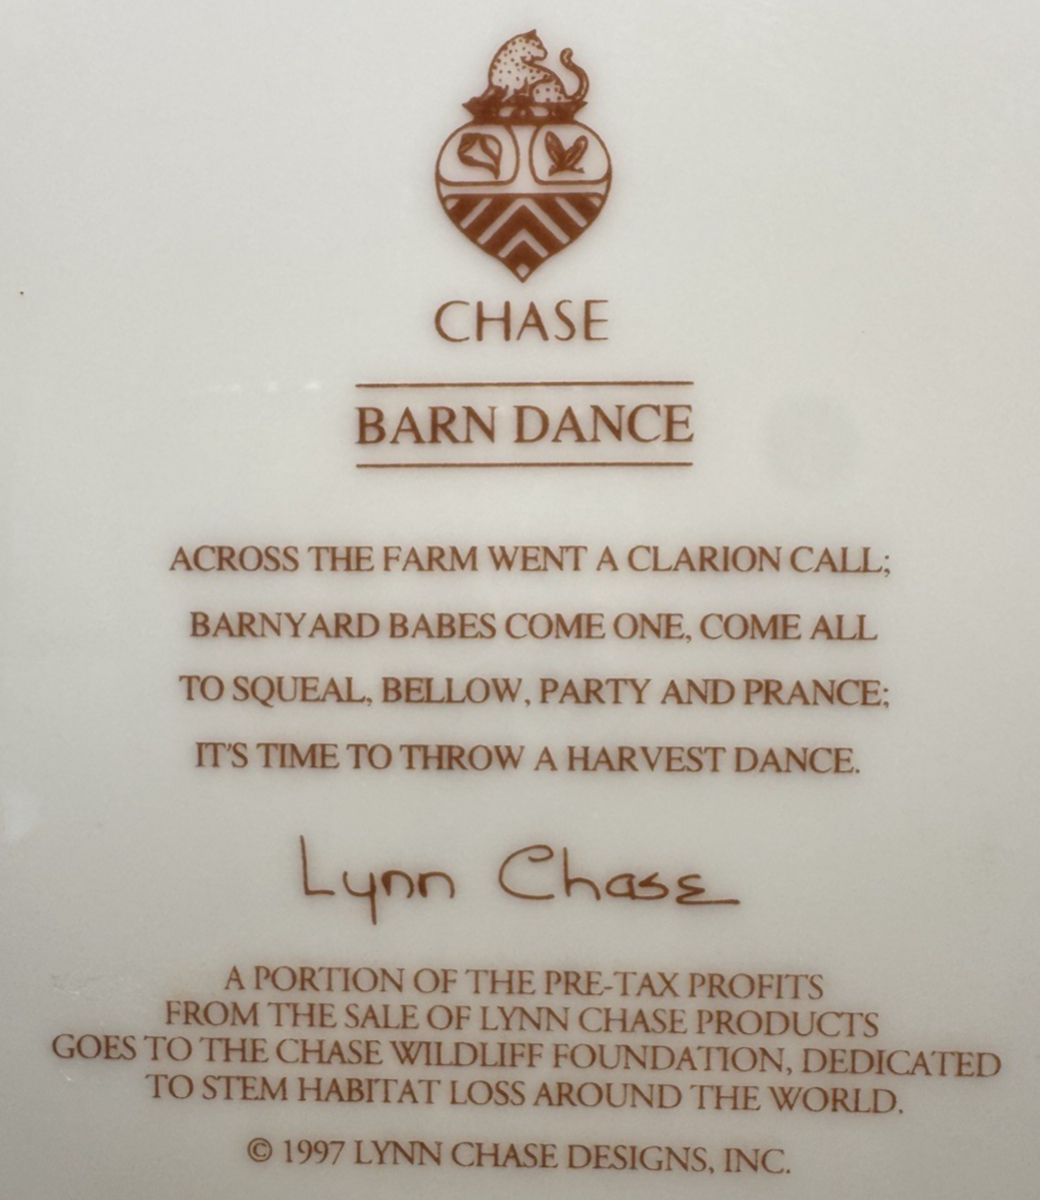 CHASE
BARN DANCE
ACROSS THE FARM WENT A CLARION CALL;
BARNYARD BABES COME ONE, COME ALL
TO SQUEAL, BELLOW, PARTY AND PRANCE;
IT'S TIME TO THROW A HARVEST DANCE.
Lynn Chase
A PORTION OF THE PRE-TAX PROFITS
FROM THE SALE OF LYNN CHASE PRODUCTS
GOES TO THE CHASE WILDLIFF FOUNDATION, DEDICATED
TO STEM HABITAT LOSS AROUND THE WORLD.
© 1997 LYNN CHASE DESIGNS, INC.